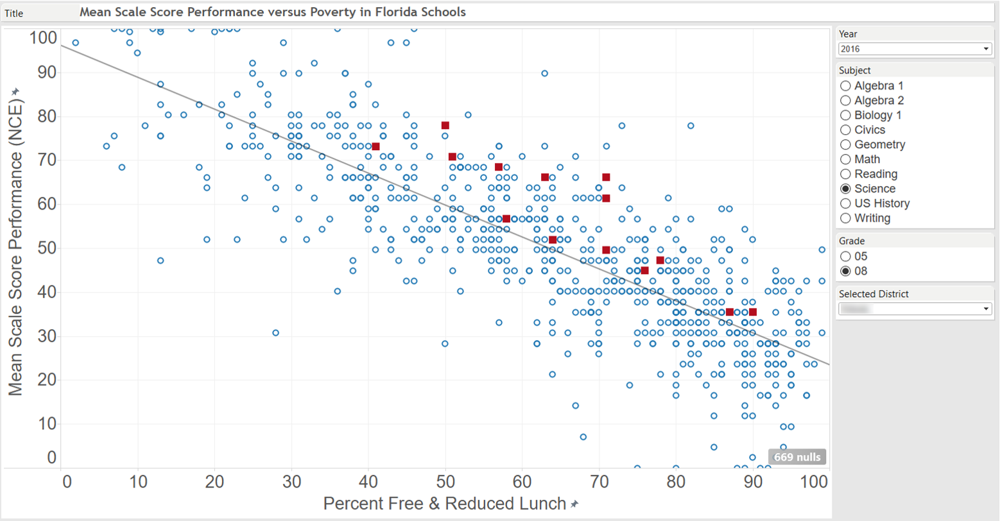 Title
Mean Scale Score Performance versus Poverty in Florida Schools
Mean Scale Score Performance (NCE)
100
90
80
70
60
50
40
30
20
10
0
0 10 20 30 40 50 60 70 80 90 100
Percent Free & Reduced Lunch
669 nulls
Year
2016
Subject
Algebra 1
Algebra 2
Biology 1
Civics
Geometry
Math
Reading
Science
US History
Writing
Grade
05
08
Selected District